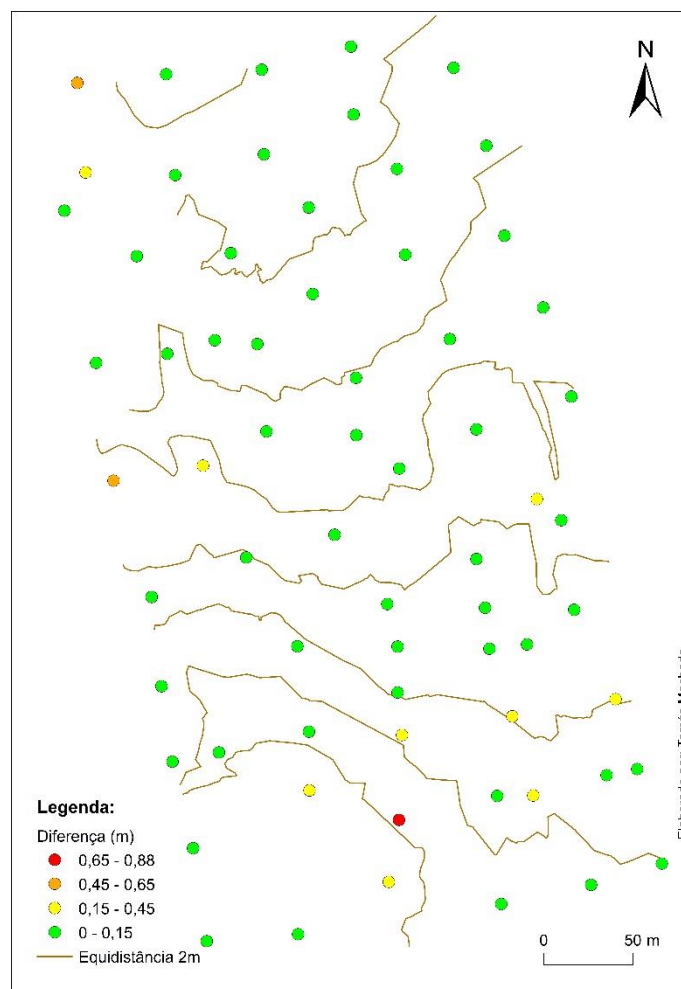 N
Legenda:
Diferença (m)
0,65 - 0,88
0,45 - 0,65
0,15 - 0,45
0 - 0,15
Equidistância 2m
0 50 m